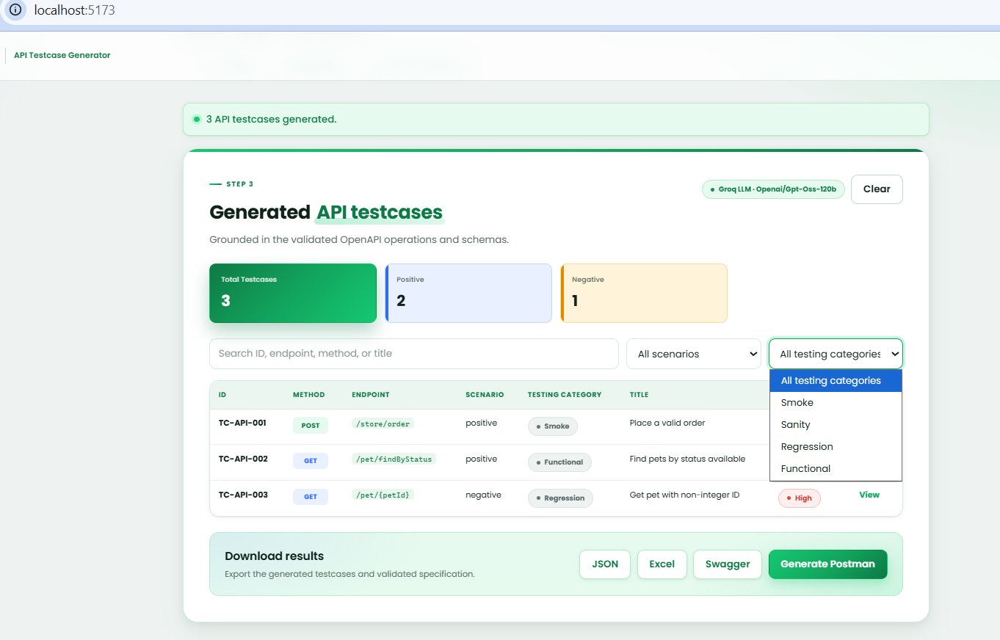 localhost:5173
API Testcase Generator
3 API testcases generated.
STEP 3
Groq LLM · Openai/Gpt-Oss-120b
Clear
Generated API testcases
Grounded in the validated OpenAPI operations and schemas.
Total Testcases
3
Positive
2
Negative
1
Search ID, endpoint, method, or title
All scenarios
All testing categories
All testing categories
Smoke
Sanity
Regression
Functional
ID METHOD ENDPOINT SCENARIO TESTING CATEGORY TITLE
TC-API-001 POST /store/order positive Smoke Place a valid order
TC-API-002 GET /pet/findByStatus positive Functional Find pets by status available
TC-API-003 GET /pet/{petId} negative Regression Get pet with non-integer ID High View
Download results
Export the generated testcases and validated specification.
JSON Excel Swagger Generate Postman